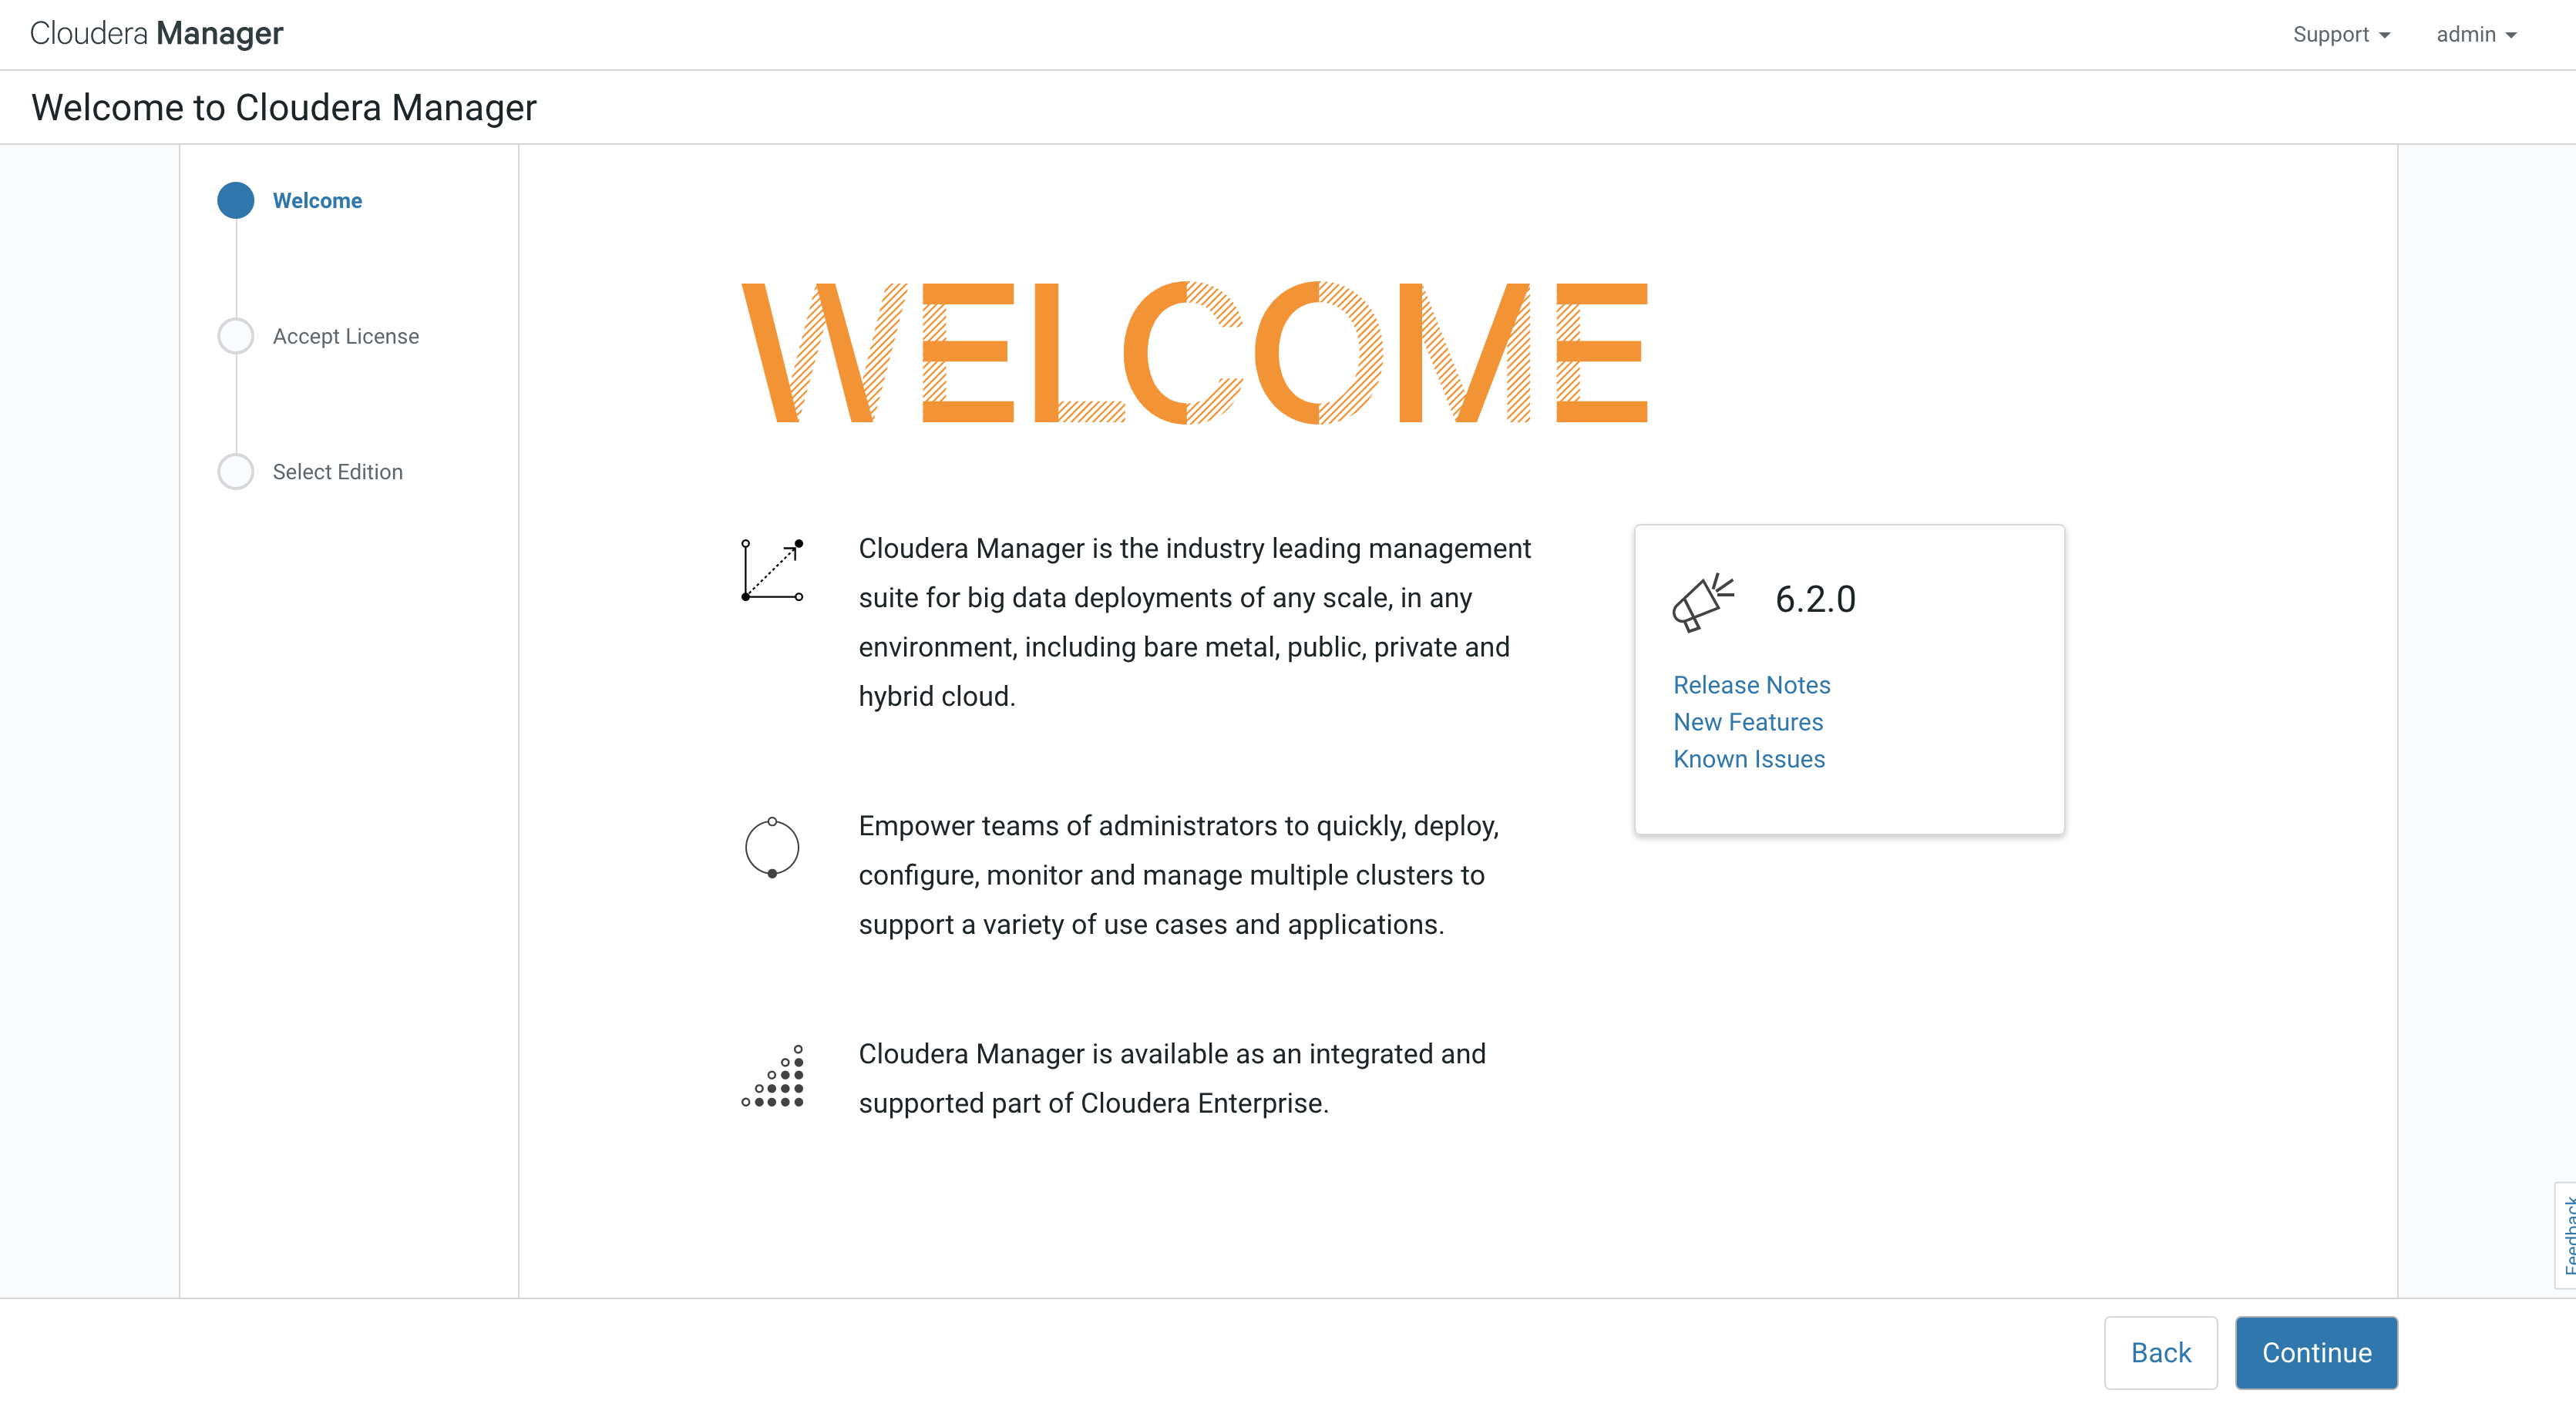 Cloudera Manager
Support
admin
Welcome to Cloudera Manager
Welcome
Accept License
Select Edition
WELCOME
Cloudera Manager is the industry leading management
suite for big data deployments of any scale, in any
environment, including bare metal, public, private and
hybrid cloud.
6.2.0
Release Notes
New Features
Known Issues
Empower teams of administrators to quickly, deploy,
configure, monitor and manage multiple clusters to
support a variety of use cases and applications.
Cloudera Manager is available as an integrated and
supported part of Cloudera Enterprise.
Feedback
Back
Continue